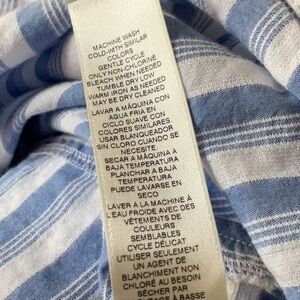 MACHINE WASH
COLD-WITH SIMILAR
COLORS
GENTLE CYCLE
ONLY NON-CHLORINE
BLEACH WHEN NEEDED
TUMBLE DRY LOW
WARM IRON AS NEEDED
MAY BE DRY CLEANED
LAVAR A MÁQUINA CON
AGUA FRIA EN
CICLO SUAVE CON
COLORES SIMILARES
USAR BLANQUEADOR
SIN CLORO CUANDO SE
NECESITE
SECAR A MÁQUINA A
BAJA TEMPERATURA
PLANCHAR A BAJA
TEMPERATURA
PUEDE LAVARSE EN
SECO
LAVER À LA MACHINE À
L'EAU FROIDE AVEC DES
VÊTEMENTS DE
COULEURS
SEMBLABLES
CYCLE DÉLICAT
UTILISER SEULEMENT
UN AGENT DE
BLANCHIMENT NON
CHLORÉ AU BESOIN
SÉCHER PAR
À BASSE